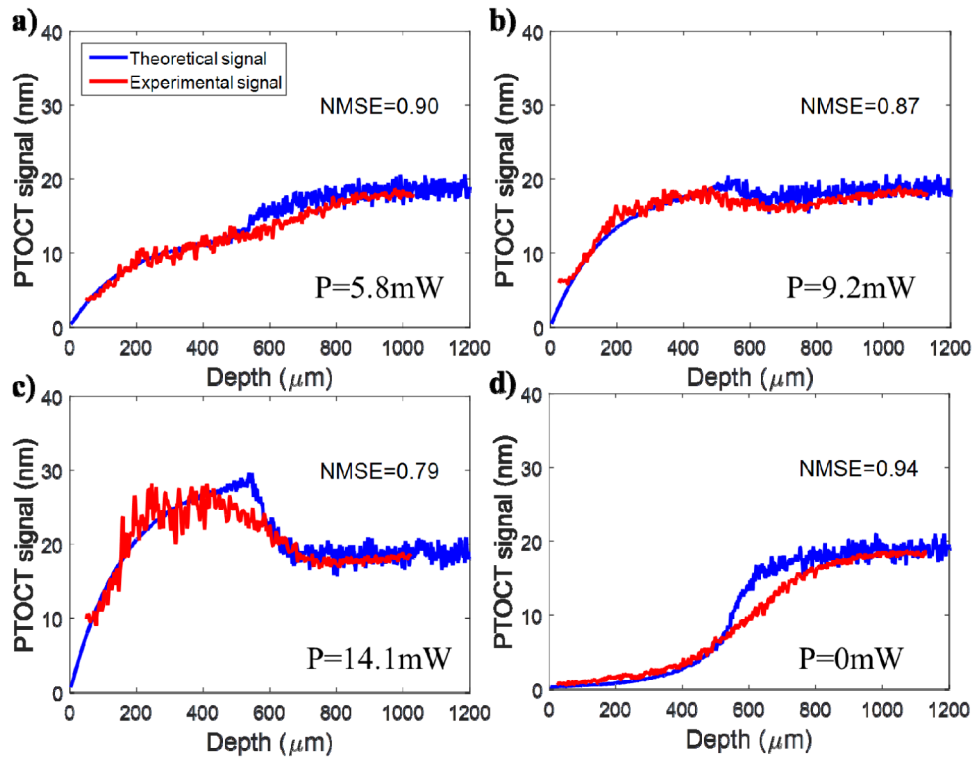 a)
Theoretical signal
Experimental signal
NMSE=0.90
P=5.8mW
PTOCT signal (nm)
40
30
20
10
0
0 200 400 600 800 1000 1200
Depth (μm)
b)
NMSE=0.87
P=9.2mW
PTOCT signal (nm)
40
30
20
10
0
0 200 400 600 800 1000 1200
Depth (μm)
c)
NMSE=0.79
P=14.1mW
PTOCT signal (nm)
40
30
20
10
0
0 200 400 600 800 1000 1200
Depth (μm)
d)
NMSE=0.94
P=0mW
PTOCT signal (nm)
40
30
20
10
0
0 200 400 600 800 1000 1200
Depth (μm)